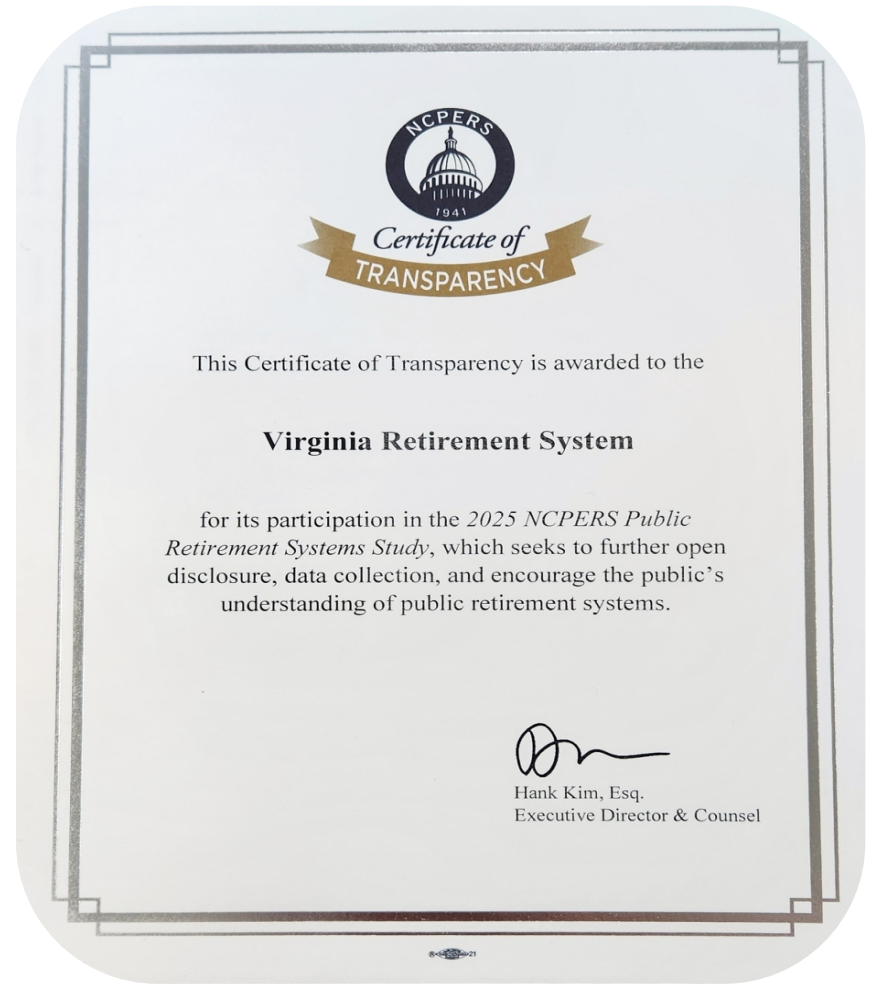 NCPERS
1941
Certificate of
TRANSPARENCY
This Certificate of Transparency is awarded to the
Virginia Retirement System
for its participation in the 2025 NCPERS Public
Retirement Systems Study, which seeks to further open
disclosure, data collection, and encourage the public's
understanding of public retirement systems.
Hank Kim, Esq.
Executive Director & Counsel
21